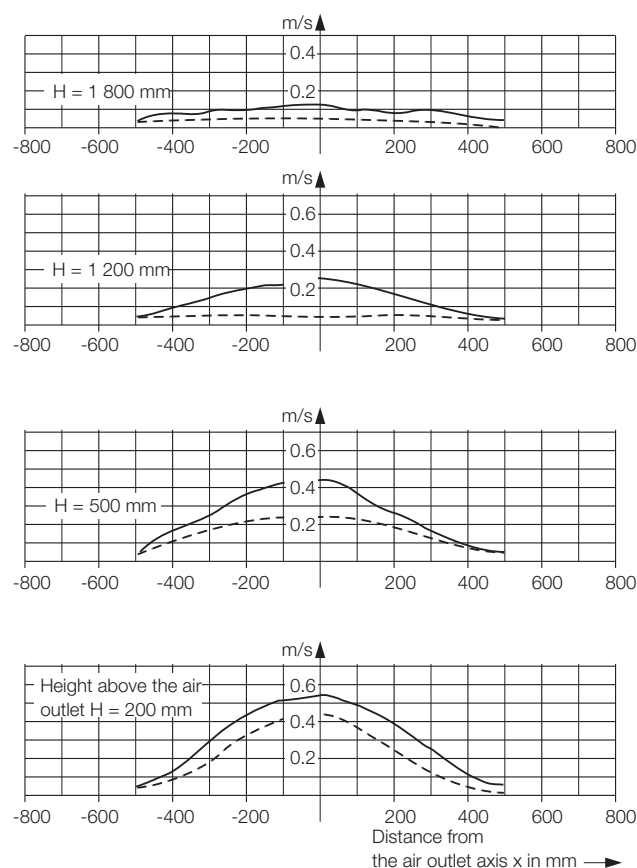 m/s
0.4
H = 1 800 mm
0.2
-800 -600 -400 -200 200 400 600 800
m/s
0.6
0.4
H = 1 200 mm
0.2
-800 -600 -400 -200 200 400 600 800
m/s
0.6
0.4
H = 500 mm
0.2
-800 -600 -400 -200 200 400 600 800
m/s
Height above the air
0.6
outlet H = 200 mm
0.4
0.2
-800 -600 -400 -200 200 400 600 800
Distance from
the air outlet axis x in mm